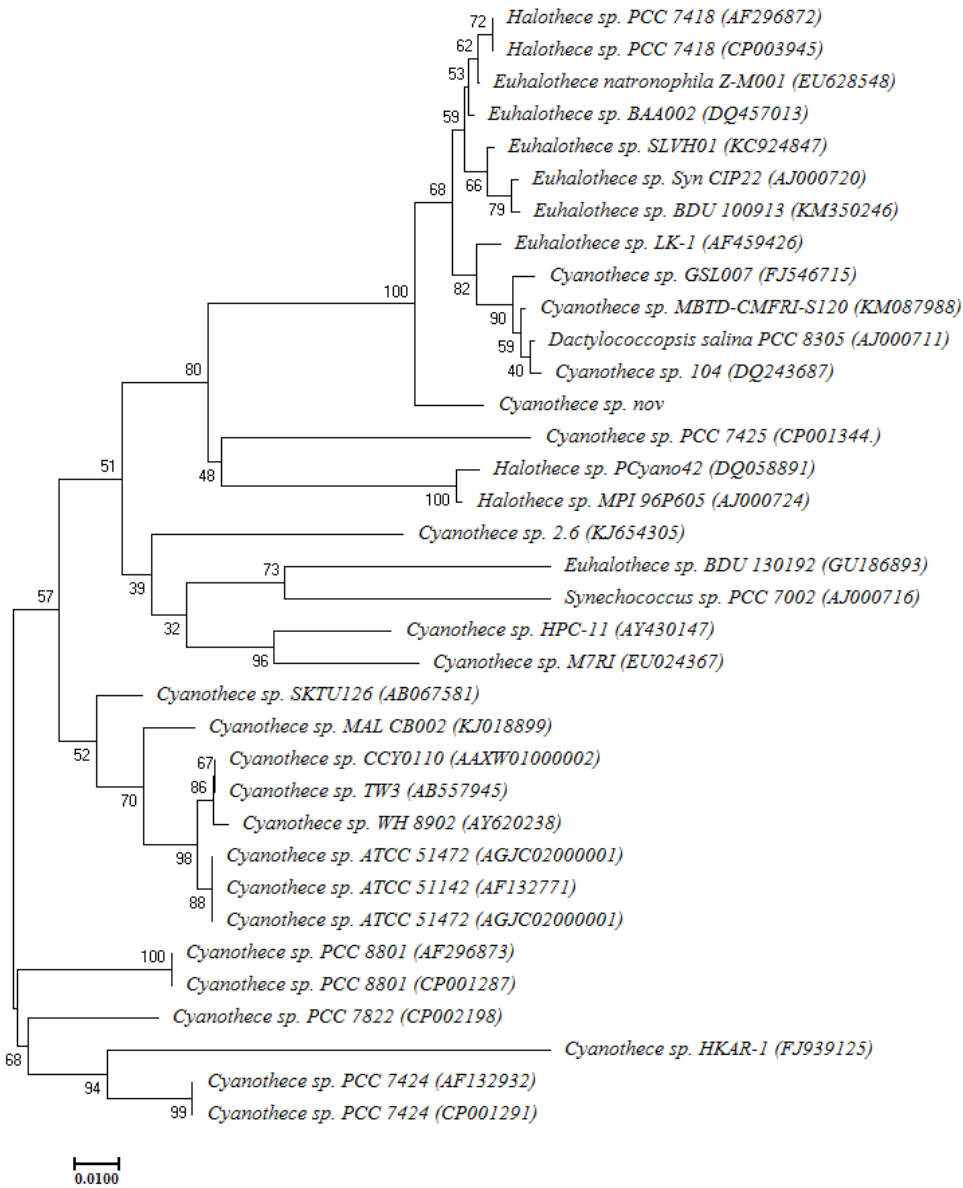 72
Halothece sp. PCC 7418 (AF296872)
62
Halothece sp. PCC 7418 (CP003945)
53
Euhalothece natronophila Z-M001 (EU628548)
59
Euhalothece sp. BAA002 (DQ457013)
Euhalothece sp. SLVH01 (KC924847)
66
Euhalothece sp. Syn CIP22 (AJ000720)
68
79
Euhalothece sp. BDU 100913 (KM350246)
Euhalothece sp. LK-1 (AF459426)
82
Cyanothece sp. GSL007 (FJ546715)
100
90
Cyanothece sp. MBTD-CMFRI-S120 (KM087988)
59
Dactylococcopsis salina PCC 8305 (AJ000711)
80
40
Cyanothece sp. 104 (DQ243687)
Cyanothece sp. nov
Cyanothece sp. PCC 7425 (CP001344.)
51
48
Halothece sp. PCyano42 (DQ058891)
100
Halothece sp. MPI 96P605 (AJ000724)
Cyanothece sp. 2.6 (KJ654305)
39
73
Euhalothece sp. BDU 130192 (GU186893)
57
Synechococcus sp. PCC 7002 (AJ000716)
32
Cyanothece sp. HPC-11 (AY430147)
96
Cyanothece sp. M7RI (EU024367)
Cyanothece sp. SKTU126 (AB067581)
52
Cyanothece sp. MAL CB002 (KJ018899)
67
Cyanothece sp. CCY0110 (AAXW01000002)
86
Cyanothece sp. TW3 (AB557945)
70
Cyanothece sp. WH 8902 (AY620238)
98
Cyanothece sp. ATCC 51472 (AGJC02000001)
Cyanothece sp. ATCC 51142 (AF132771)
88
Cyanothece sp. ATCC 51472 (AGJC02000001)
100
Cyanothece sp. PCC 8801 (AF296873)
Cyanothece sp. PCC 8801 (CP001287)
Cyanothece sp. PCC 7822 (CP002198)
68
Cyanothece sp. HKAR-1 (FJ939125)
94
Cyanothece sp. PCC 7424 (AF132932)
99
Cyanothece sp. PCC 7424 (CP001291)
0.0100